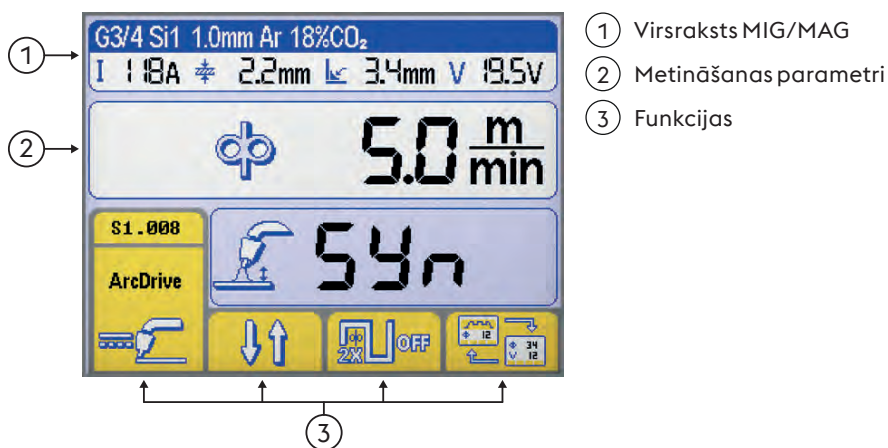 G3/4 Si1 1.0mm Ar 18%CO₂
I 118A 2.2mm 3.4mm V 19.5V
5.0 m/min
S1.008
ArcDrive
Syn
2X OFF
12
34
V 12
1
2
3
1 Virsraksts MIG/MAG
2 Metināšanas parametri
3 Funkcijas